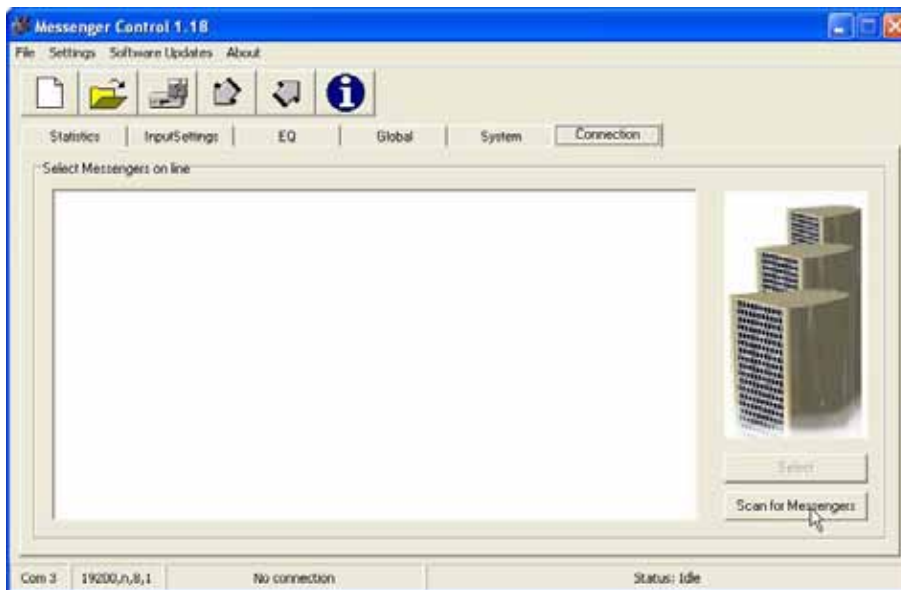 Messenger Control 1.18
File Settings Software Updates About
Statistics InputSettings EQ Global System Connection
Select Messengers on line
Select
Scan for Messengers
Com 3 19200,n,8,1 No connection Status: Idle